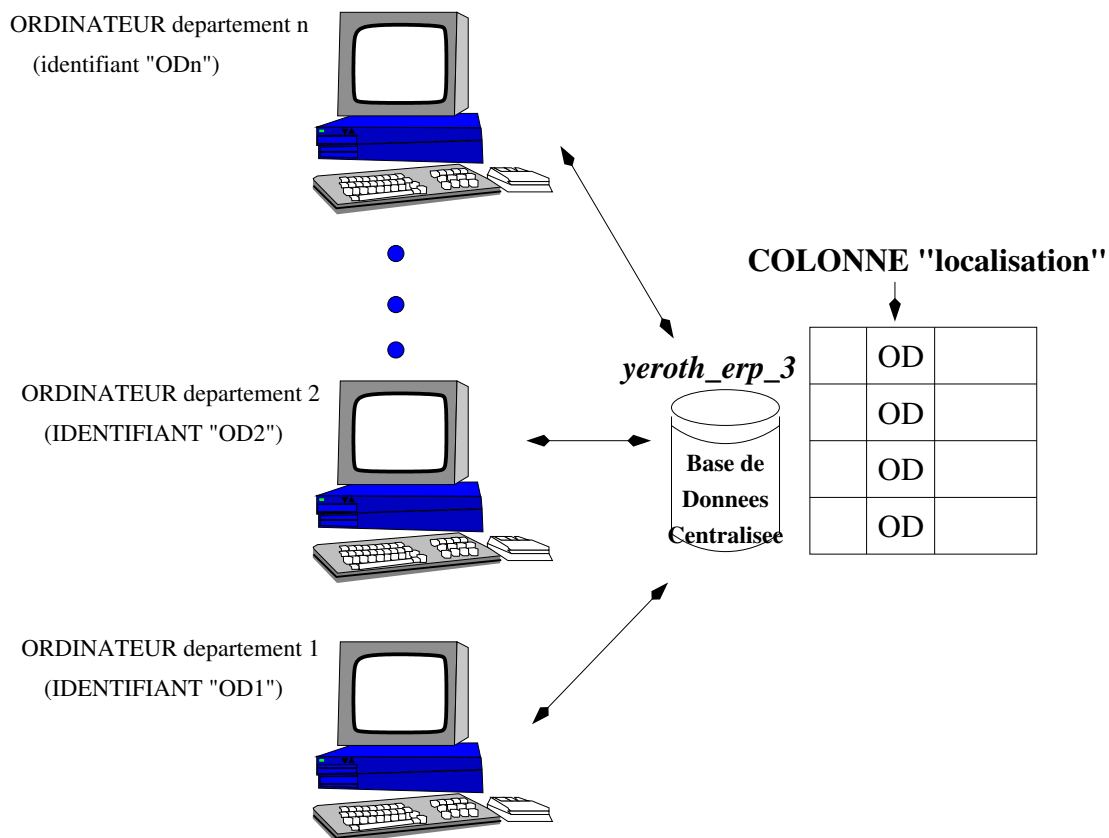 ORDINATEUR departement n
(identifiant "ODn")
COLONNE "localisation"
yeroth_erp_3
OD
OD
OD
OD
ORDINATEUR departement 2
(IDENTIFIANT "OD2")
Base de
Donnees
Centralisee
ORDINATEUR departement 1
(IDENTIFIANT "OD1")